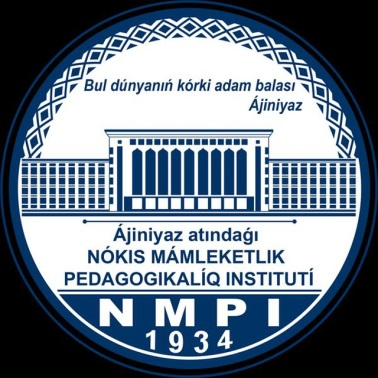 Bul dúnyanıń kórki adam balası
Ájiniyaz
Ájiniyaz atındaǵı
NÓKIS MÁMLEKETLIK
PEDAGOGIKALÍQ INSTITUTÍ
NMPI
1934